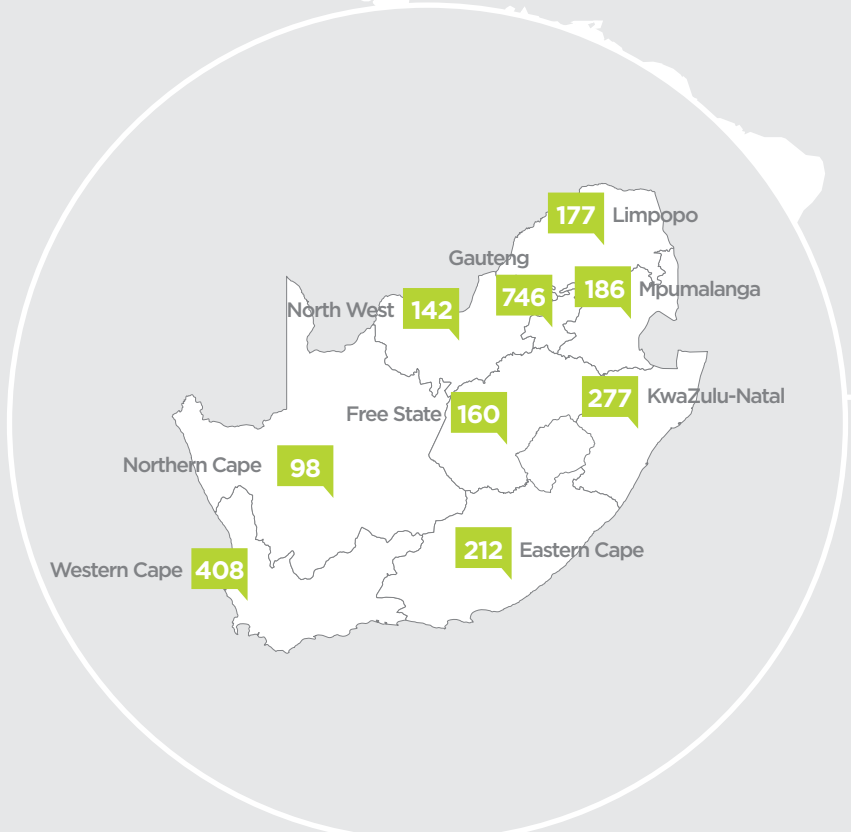 177 Limpopo
Gauteng
746
186 Mpumalanga
North West 142
277 KwaZulu-Natal
Free State 160
Northern Cape 98
212 Eastern Cape
Western Cape 408